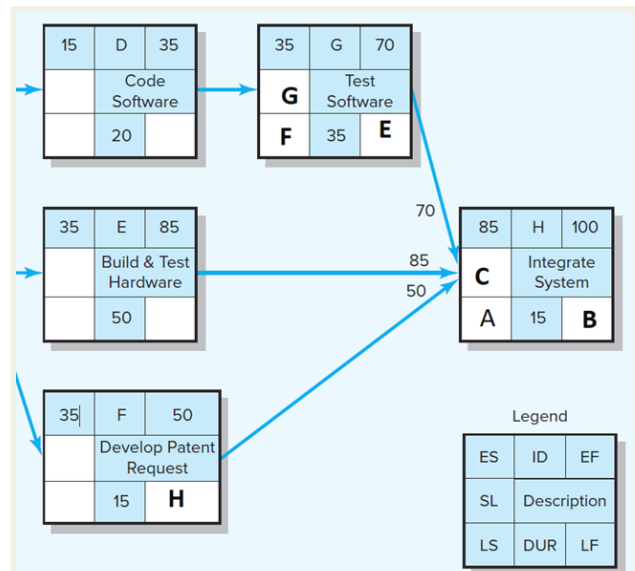 15 D 35
Code
Software
20
35 G 70
G
Test
Software
F 35 E
35 E 85
Build & Test
Hardware
50
70
85
50
85 H 100
C
Integrate
System
A 15 B
35 F 50
Develop Patent
Request
15 H
Legend
ES ID EF
SL Description
LS DUR LF